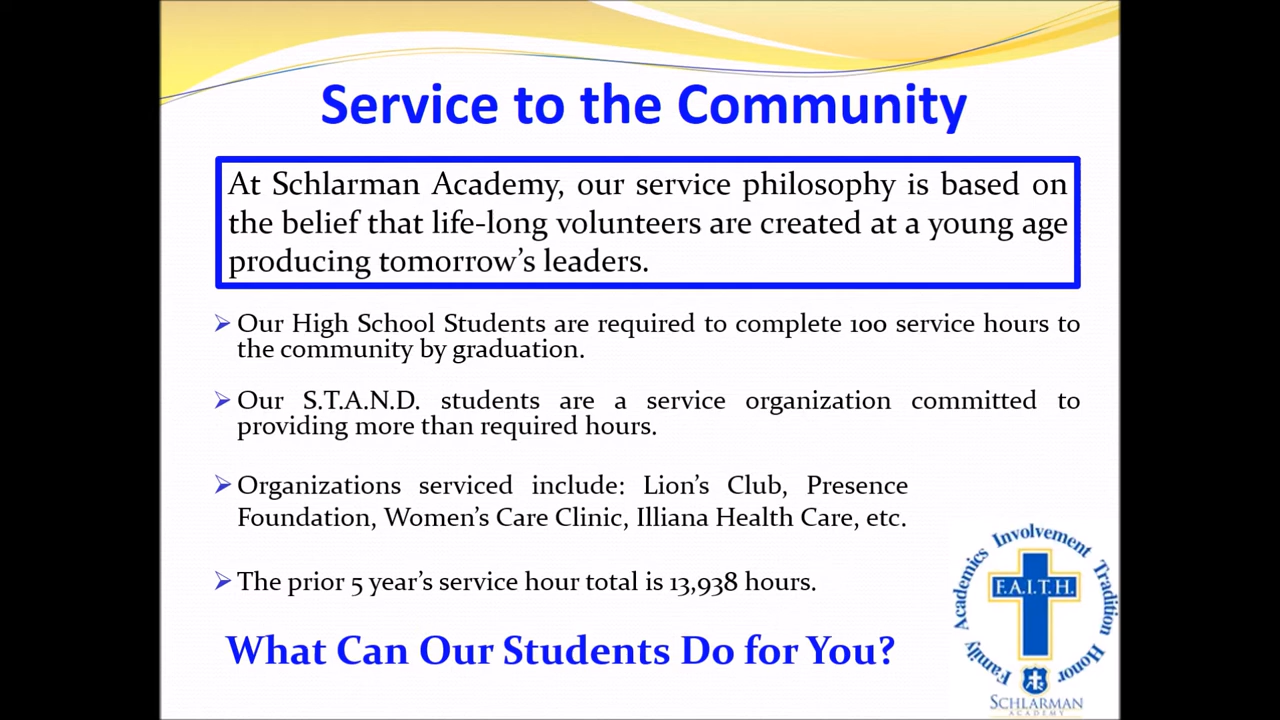 Service to the Community
At Schlarman Academy, our service philosophy is based on
the belief that life-long volunteers are created at a young age
producing tomorrow’s leaders.
➢ Our High School Students are required to complete 100 service hours to
the community by graduation.
➢ Our S.T.A.N.D. students are a service organization committed to
providing more than required hours.
➢ Organizations serviced include: Lion’s Club, Presence
Foundation, Women’s Care Clinic, Illiana Health Care, etc.
➢ The prior 5 year’s service hour total is 13,938 hours.
What Can Our Students Do for You?
Family Academics Involvement Tradition Honor
F.A.I.T.H.
SCHLARMAN
ACADEMY